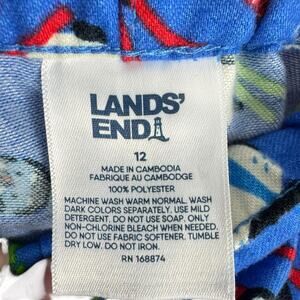 LANDS'
END
12
MADE IN CAMBODIA
FABRIQUE AU CAMBODGE
100% POLYESTER
MACHINE WASH WARM NORMAL. WASH
DARK COLORS SEPARATELY. USE MILD
DETERGENT. DO NOT USE SOAP. ONLY
NON-CHLORINE BLEACH WHEN NEEDED.
DO NOT USE FABRIC SOFTENER. TUMBLE
DRY LOW. DO NOT IRON.
RN 168874